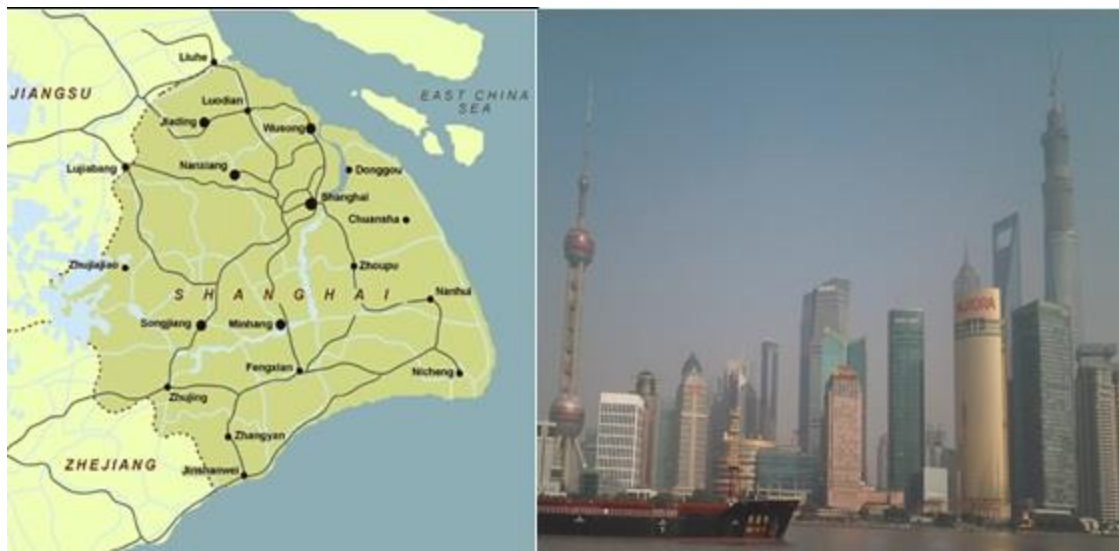 Liuhe
JIANGSU
EAST CHINA
SEA
Luodian
Jiading
Wusong
Lujiabang
Nanxiang
Donggou
Shanghai
Chuansha
Zhujiajiao
Zhoupu
SHANGHAI
Nanhui
Songjiang
Minhang
Fengxian
Nicheng
Zhujing
Zhangyan
ZHEJIANG
Jinshanwei
AURORA